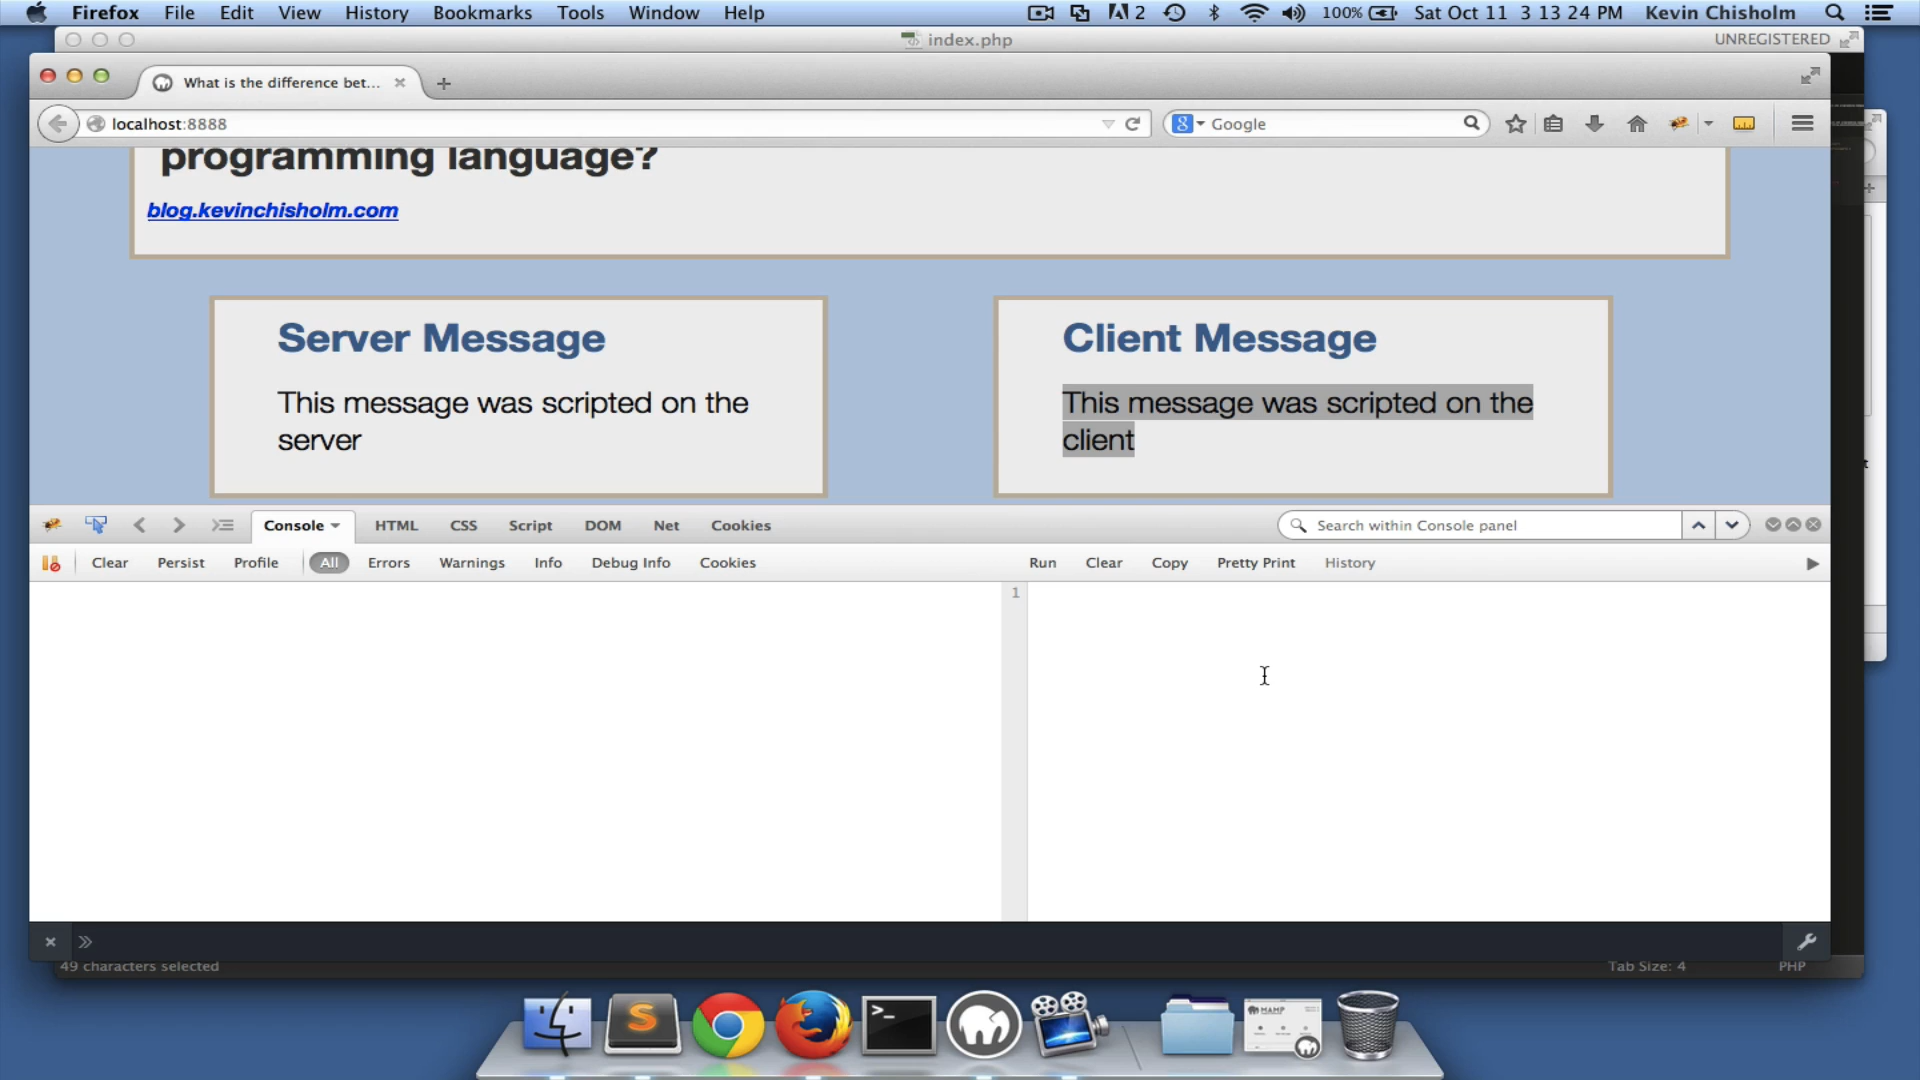 Firefox File Edit View History Bookmarks Tools Window Help 2 100% Sat Oct 11 3 13 24 PM Kevin Chisholm
index.php UNREGISTERED
What is the difference bet...
localhost:8888 Google
programming language?
blog.kevinchisholm.com
Server Message
This message was scripted on the
server
Client Message
This message was scripted on the
client
Console HTML CSS Script DOM Net Cookies Search within Console panel
Clear Persist Profile All Errors Warnings Info Debug Info Cookies Run Clear Copy Pretty Print History
1
49 characters selected Tab Size: 4 PHP
MAMP